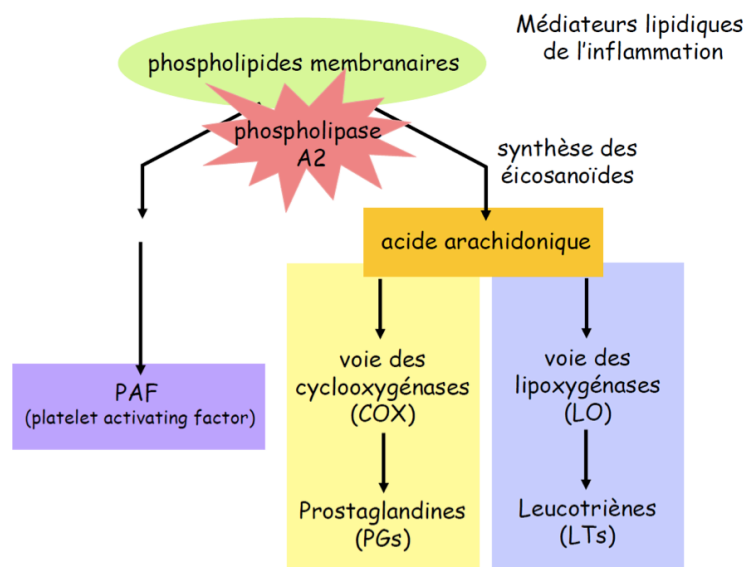 Médiateurs lipidiques
de l'inflammation
phospholipides membranaires
phospholipase
A2
synthèse des
éicosanoïdes
acide arachidonique
voie des
cyclooxygénases
(COX)
voie des
lipoxygénases
(LO)
PAF
(platelet activating factor)
Prostaglandines
(PGs)
Leucotriènes
(LTs)